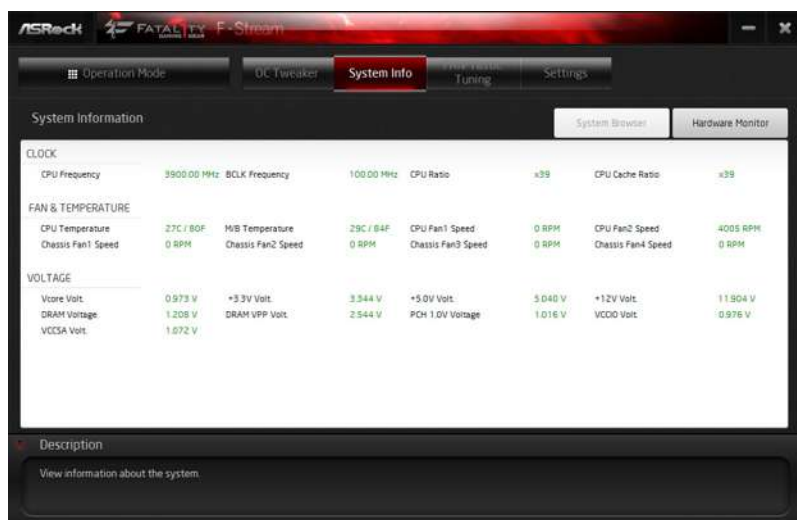 ASRock FATAL1TY GAMING GEAR F-Stream
Operation Mode OC Tweaker System Info Tuning Settings
System Information System Browser Hardware Monitor
CLOCK
CPU Frequency 3900.00 MHz BCLK Frequency 100.00 MHz CPU Ratio x39 CPU Cache Ratio x39
FAN & TEMPERATURE
CPU Temperature 27C / 80F M/B Temperature 29C / 84F CPU Fan1 Speed 0 RPM CPU Fan2 Speed 4005 RPM
Chassis Fan1 Speed 0 RPM Chassis Fan2 Speed 0 RPM Chassis Fan3 Speed 0 RPM Chassis Fan4 Speed 0 RPM
VOLTAGE
Vcore Volt. 0.973 V +3.3V Volt. 3.344 V +5.0V Volt. 5.040 V +12V Volt. 11.904 V
DRAM Voltage 1.208 V DRAM VPP Volt. 2.544 V PCH 1.0V Voltage 1.016 V VCCIO Volt. 0.976 V
VCCSA Volt. 1.072 V
Description
View information about the system.